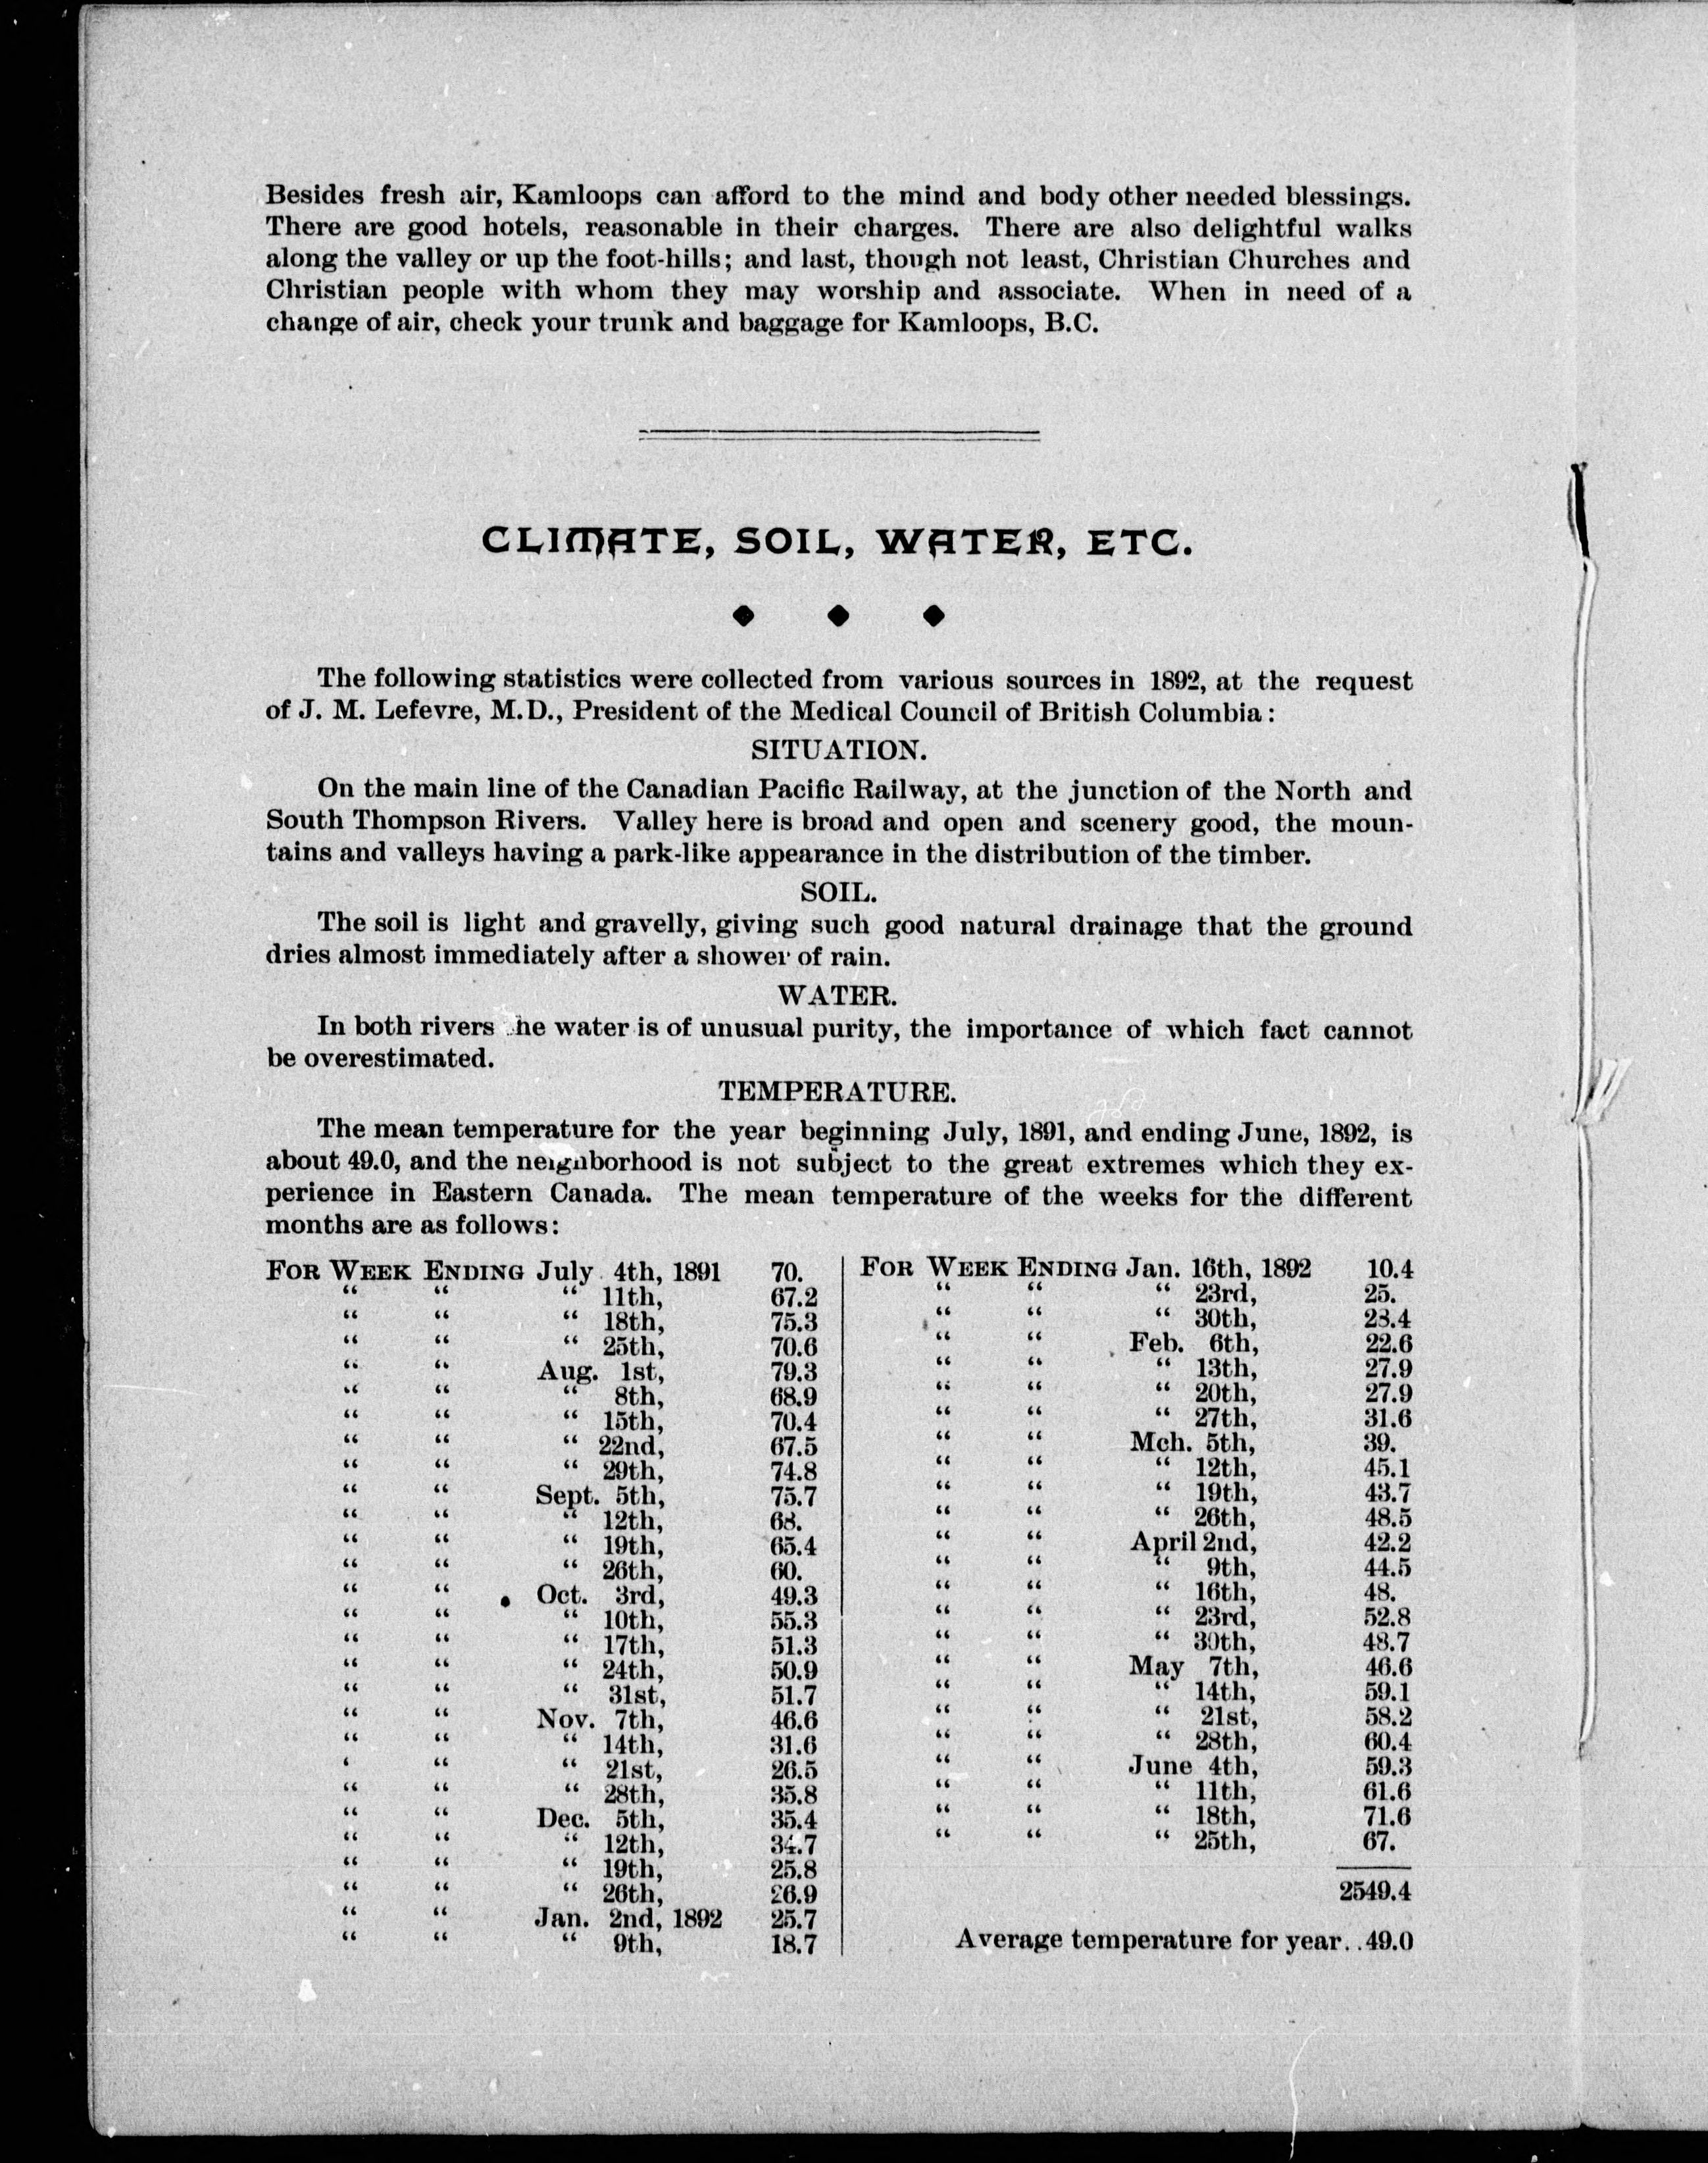 Besides fresh air, Kamloops can afford to the mind and body other needed blessings.
There are good hotels, reasonable in their charges. There are also delightful walks
along the valley or up the foot-hills; and last, though not least, Christian Churches and
Christian people with whom they may worship and associate. When in need of a
change of air, check your trunk and baggage for Kamloops, B.C.
CLIMATE, SOIL, WATER, ETC.
The following statistics were collected from various sources in 1892, at the request
of J. M. Lefevre, M.D., President of the Medical Council of British Columbia:
SITUATION.
On the main line of the Canadian Pacific Railway, at the junction of the North and
South Thompson Rivers. Valley here is broad and open and scenery good, the moun-
tains and valleys having a park-like appearance in the distribution of the timber.
SOIL.
The soil is light and gravelly, giving such good natural drainage that the ground
dries almost immediately after a shower of rain.
WATER.
In both rivers he water is of unusual purity, the importance of which fact cannot
be overestimated.
TEMPERATURE.
The mean temperature for the year beginning July, 1891, and ending June, 1892, is
about 49.0, and the neighborhood is not subject to the great extremes which they ex-
perience in Eastern Canada. The mean temperature of the weeks for the different
months are as follows:
FOR WEEK ENDING July 4th, 1891 70.
“ “ “ 11th, 67.2
“ “ “ 18th, 75.3
“ “ “ 25th, 70.6
“ “ Aug. 1st, 79.3
“ “ “ 8th, 68.9
“ “ “ 15th, 70.4
“ “ “ 22nd, 67.5
“ “ “ 29th, 74.8
“ “ Sept. 5th, 75.7
“ “ “ 12th, 68.
“ “ “ 19th, 65.4
“ “ “ 26th, 60.
“ “ Oct. 3rd, 49.3
“ “ “ 10th, 55.3
“ “ “ 17th, 51.3
“ “ “ 24th, 50.9
“ “ “ 31st, 51.7
“ “ Nov. 7th, 46.6
“ “ “ 14th, 31.6
“ “ “ 21st, 26.5
“ “ “ 28th, 35.8
“ “ Dec. 5th, 35.4
“ “ “ 12th, 34.7
“ “ “ 19th, 25.8
“ “ “ 26th, 26.9
“ “ Jan. 2nd, 1892 25.7
“ “ “ 9th, 18.7
FOR WEEK ENDING Jan. 16th, 1892 10.4
“ “ “ 23rd, 25.
“ “ “ 30th, 23.4
“ “ Feb. 6th, 22.6
“ “ “ 13th, 27.9
“ “ “ 20th, 27.9
“ “ “ 27th, 31.6
“ “ Mch. 5th, 39.
“ “ “ 12th, 45.1
“ “ “ 19th, 43.7
“ “ “ 26th, 48.5
“ “ April 2nd, 42.2
“ “ “ 9th, 44.5
“ “ “ 16th, 48.
“ “ “ 23rd, 52.8
“ “ “ 30th, 48.7
“ “ May 7th, 46.6
“ “ “ 14th, 59.1
“ “ “ 21st, 58.2
“ “ “ 28th, 60.4
“ “ June 4th, 59.3
“ “ “ 11th, 61.6
“ “ “ 18th, 71.6
“ “ “ 25th, 67.
2549.4
Average temperature for year..49.0